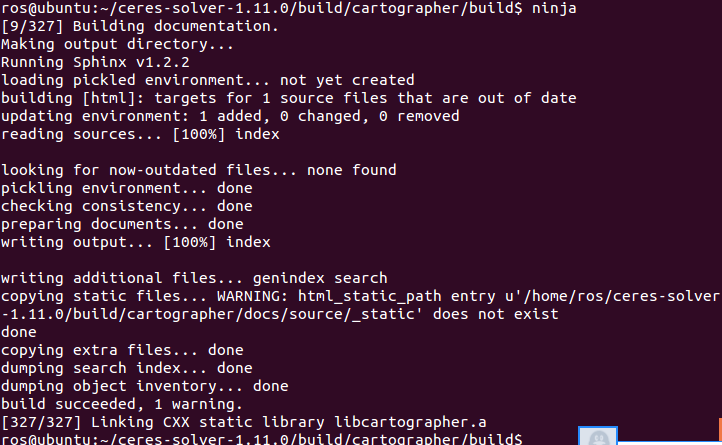 ros@ubuntu:~/ceres-solver-1.11.0/build/cartographer/build$ ninja
[9/327] Building documentation.
Making output directory...
Running Sphinx v1.2.2
loading pickled environment... not yet created
building [html]: targets for 1 source files that are out of date
updating environment: 1 added, 0 changed, 0 removed
reading sources... [100%] index
looking for now-outdated files... none found
pickling environment... done
checking consistency... done
preparing documents... done
writing output... [100%] index
writing additional files... genindex search
copying static files... WARNING: html_static_path entry u'/home/ros/ceres-solver
-1.11.0/build/cartographer/docs/source/_static' does not exist
done
copying extra files... done
dumping search index... done
dumping object inventory... done
build succeeded, 1 warning.
[327/327] Linking CXX static library libcartographer.a
ros@ubuntu:~/ceres-solver-1.11.0/build/cartographer/build$